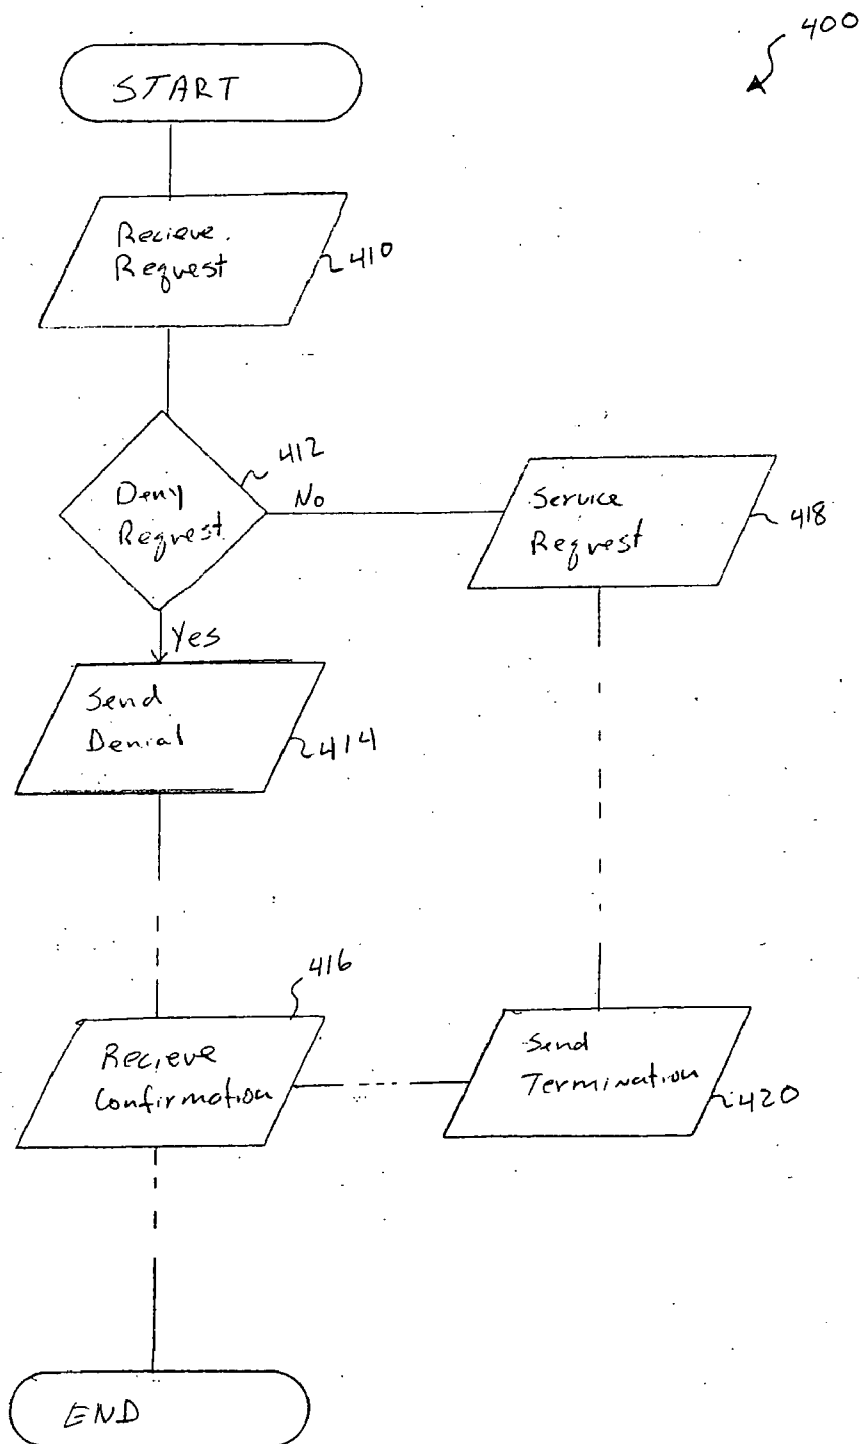 400
START
Recieve
Request
410
412
Deny
Request
No
Service
Request
418
Yes
Send
Denial
414
416
Recieve
Confirmation
Send
Termination
420
END